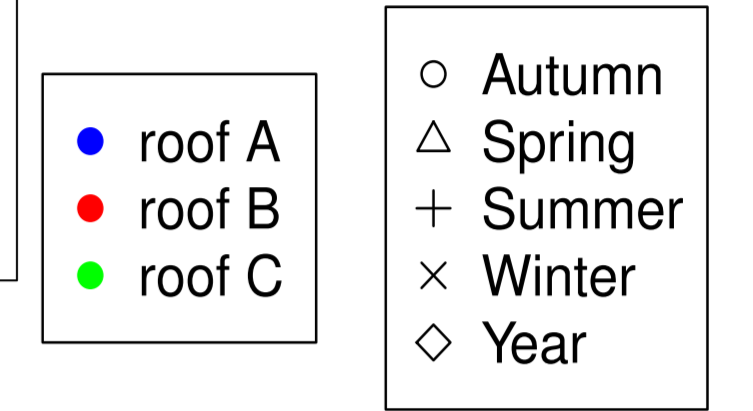 roof A
roof B
roof C
Autumn
Spring
Summer
Winter
Year